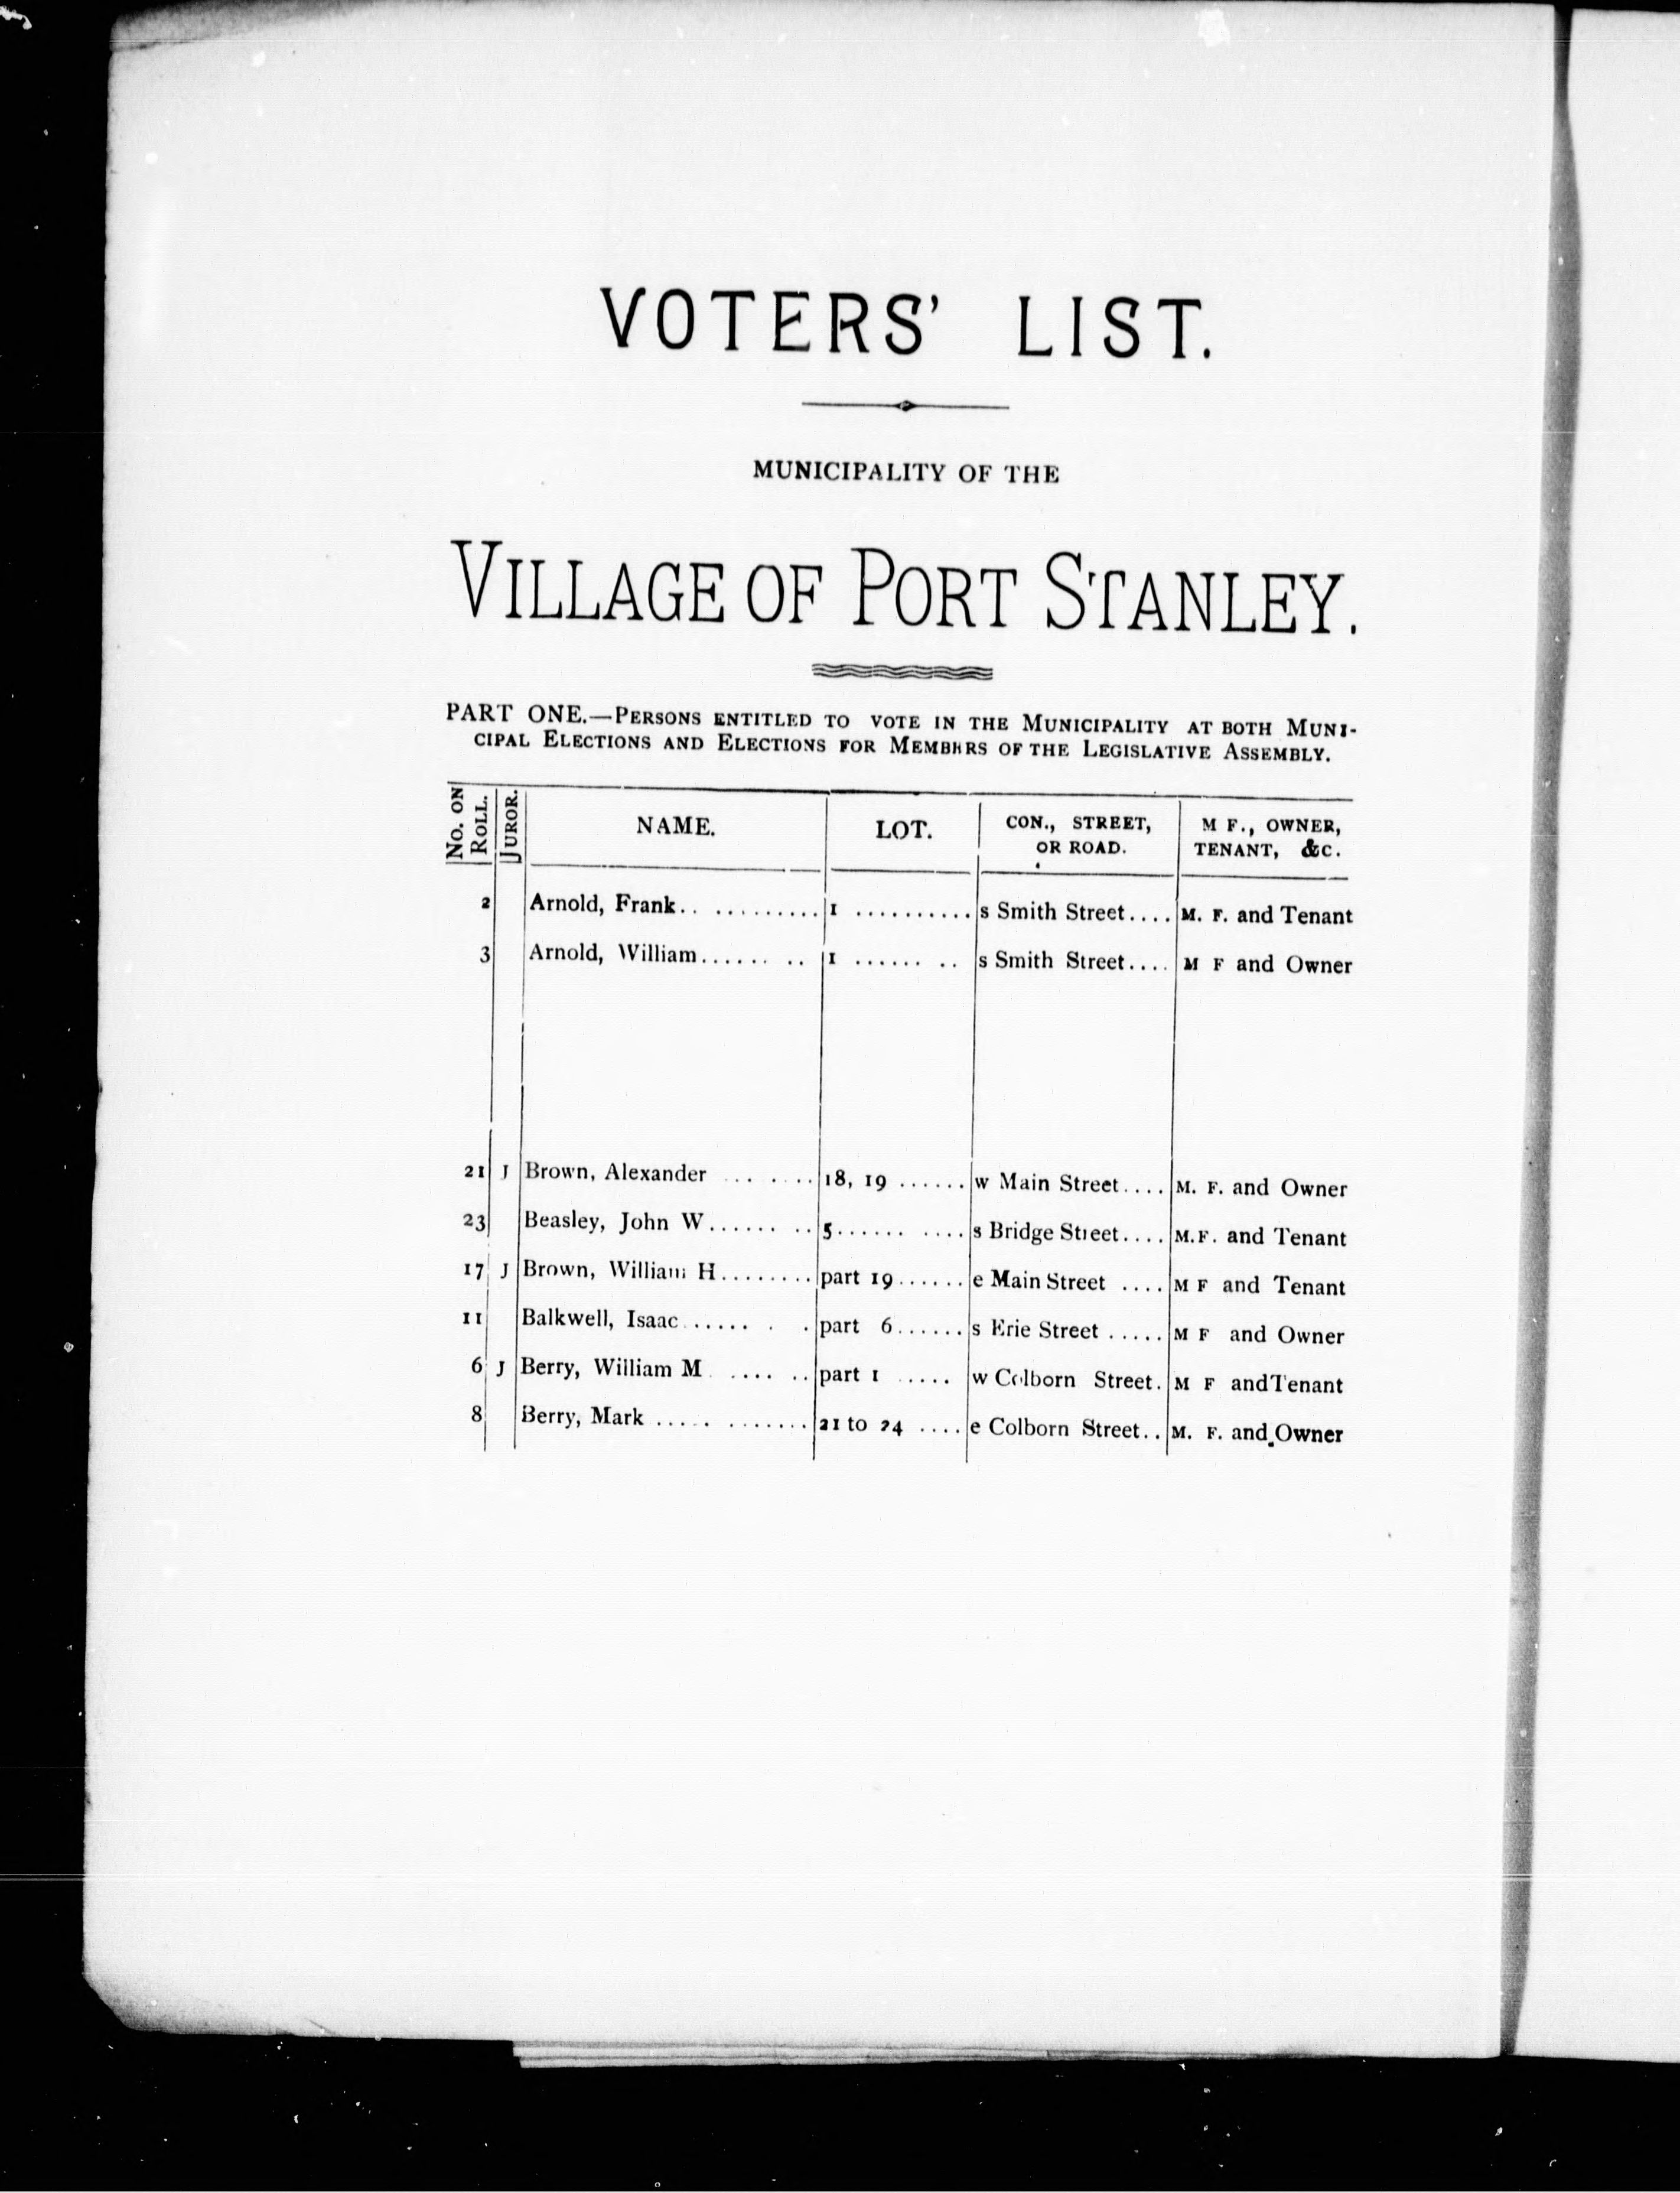 VOTERS' LIST.
MUNICIPALITY OF THE
VILLAGE OF PORT STANLEY.
PART ONE.—PERSONS ENTITLED TO VOTE IN THE MUNICIPALITY AT BOTH MUNI-
CIPAL ELECTIONS AND ELECTIONS FOR MEMBHRS OF THE LEGISLATIVE ASSEMBLY.
No. ON ROLL. JUROR. NAME. LOT. CON., STREET, OR ROAD. M F., OWNER, TENANT, &C.
2 Arnold, Frank.. .......... 1 .......... s Smith Street.... M. F. and Tenant
3 Arnold, William...... .. 1 ...... .. s Smith Street.... M F and Owner
21 J Brown, Alexander ... .... 18, 19 ...... w Main Street.... M. F. and Owner
23 Beasley, John W...... .. 5...... .... s Bridge Street.... M.F. and Tenant
17 J Brown, William H........ part 19...... e Main Street .... M F and Tenant
11 Balkwell, Isaac ...... . . part 6...... s Erie Street ..... M F and Owner
6 J Berry, William M . .... .. part 1 ..... w Colborn Street. M F andTenant
8 Berry, Mark .... ....... 21 to 24 .... e Colborn Street.. M. F. and Owner